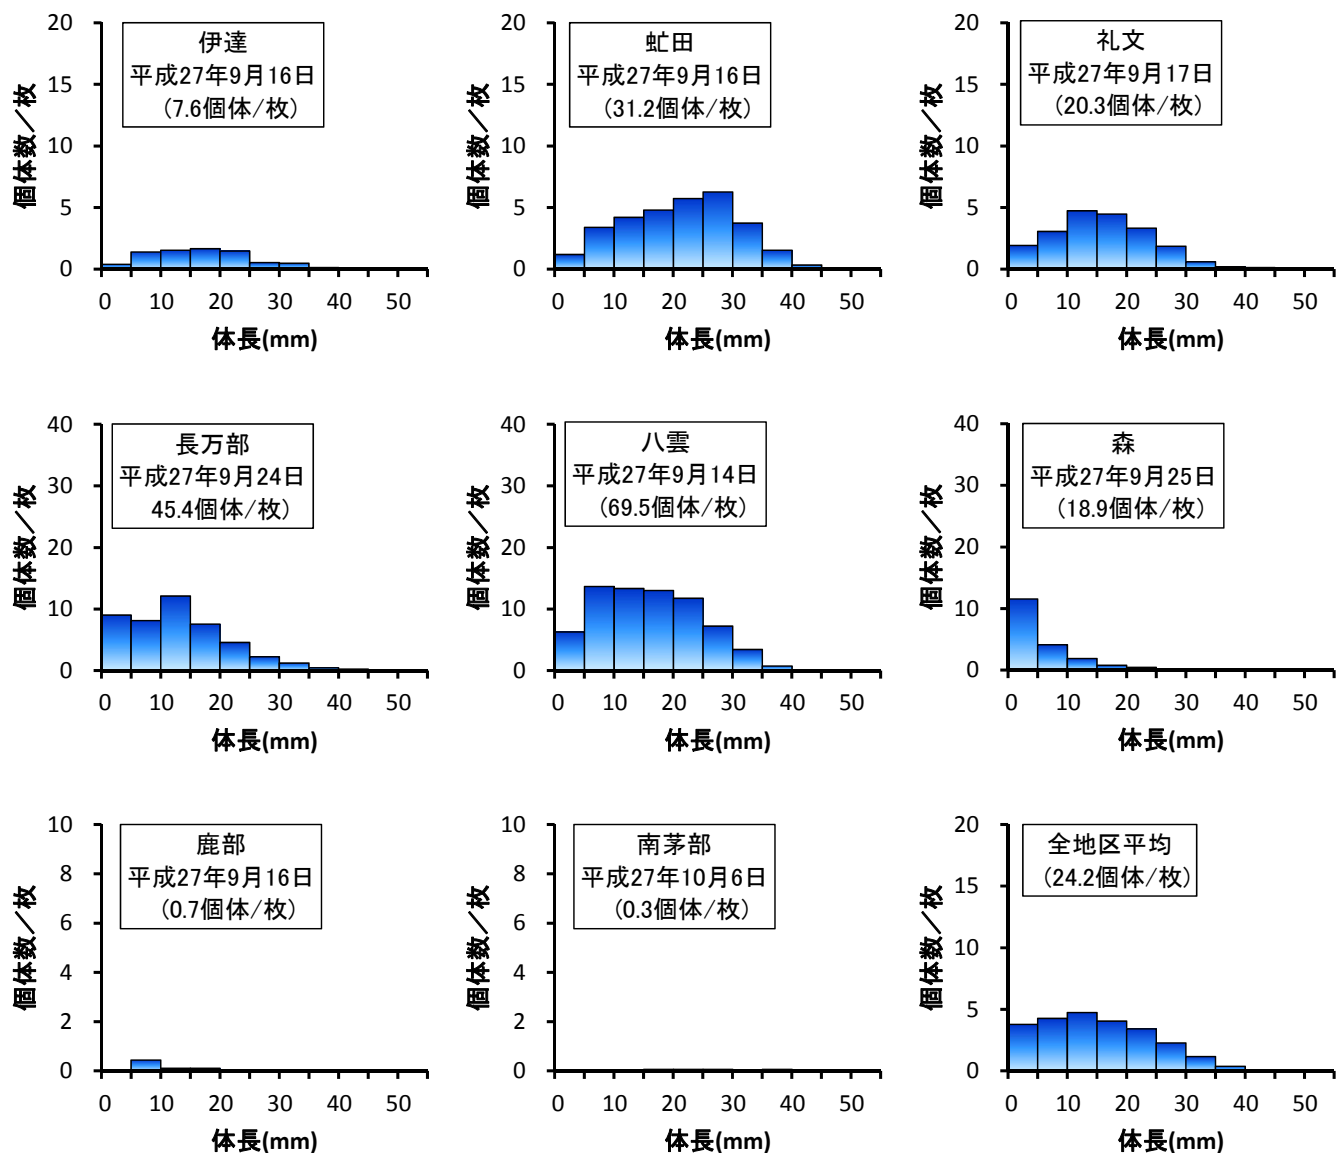 伊達
平成27年9月16日
(7.6個体/枚)
個体数/枚
20
15
10
5
0
0 10 20 30 40 50
体長(mm)
虻田
平成27年9月16日
(31.2個体/枚)
個体数/枚
20
15
10
5
0
0 10 20 30 40 50
体長(mm)
礼文
平成27年9月17日
(20.3個体/枚)
個体数/枚
20
15
10
5
0
0 10 20 30 40 50
体長(mm)
長万部
平成27年9月24日
45.4個体/枚)
個体数/枚
40
30
20
10
0
0 10 20 30 40 50
体長(mm)
八雲
平成27年9月14日
(69.5個体/枚)
個体数/枚
40
30
20
10
0
0 10 20 30 40 50
体長(mm)
森
平成27年9月25日
(18.9個体/枚)
個体数/枚
40
30
20
10
0
0 10 20 30 40 50
体長(mm)
鹿部
平成27年9月16日
(0.7個体/枚)
個体数/枚
10
8
6
4
2
0
0 10 20 30 40 50
体長(mm)
南茅部
平成27年10月6日
(0.3個体/枚)
個体数/枚
10
8
6
4
2
0
0 10 20 30 40 50
体長(mm)
全地区平均
(24.2個体/枚)
個体数/枚
20
15
10
5
0
0 10 20 30 40 50
体長(mm)